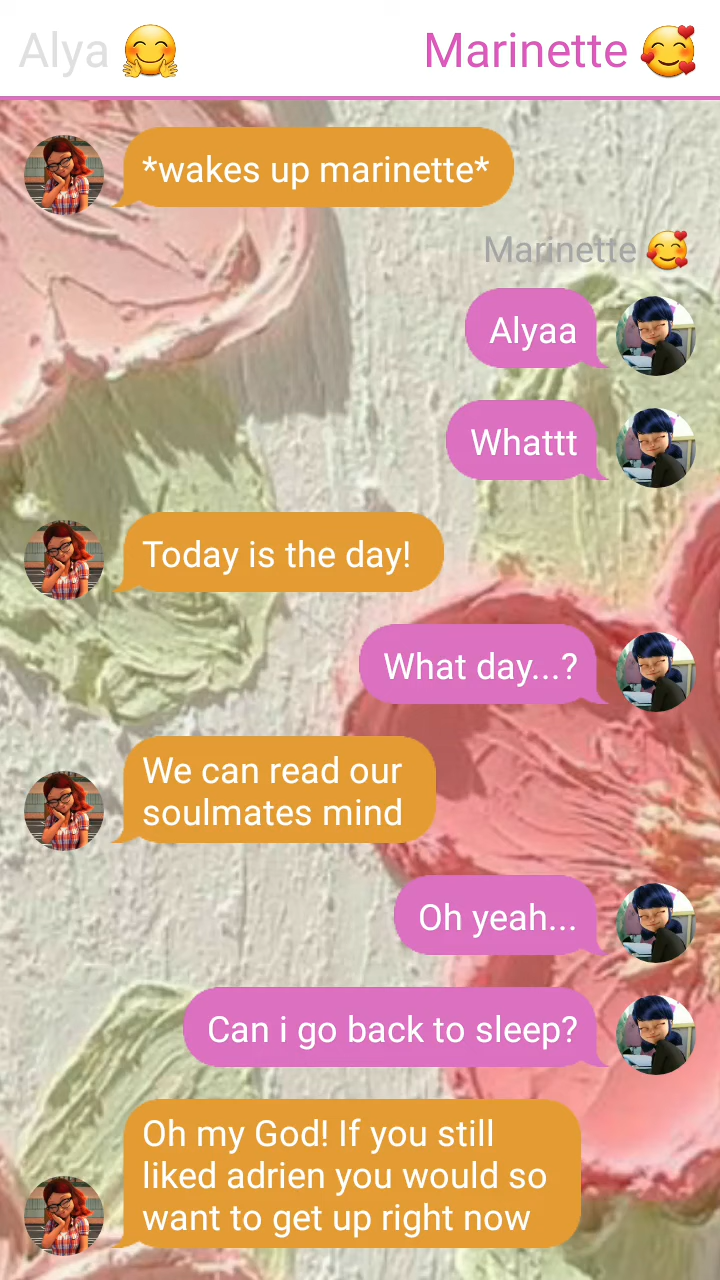 Alya 🤗
Marinette 🥰
*wakes up marinette*
Marinette 🥰
Alyaa
Whattt
Today is the day!
What day...?
We can read our
soulmates mind
Oh yeah...
Can i go back to sleep?
Oh my God! If you still
liked adrien you would so
want to get up right now